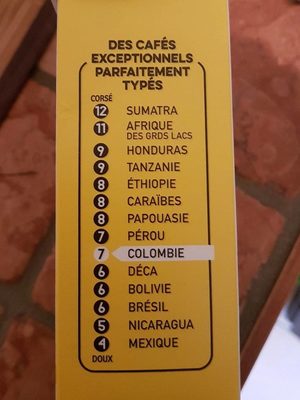 DES CAFÉS
EXCEPTIONNELS
PARFAITEMENT
TYPÉS
CORSÉ
12 SUMATRA
11 AFRIQUE
DES GRDS LACS
9 HONDURAS
9 TANZANIE
8 ÉTHIOPIE
8 CARAÏBES
8 PAPOUASIE
7 PÉROU
7 COLOMBIE
6 DÉCA
6 BOLIVIE
6 BRÉSIL
5 NICARAGUA
4 MEXIQUE
DOUX